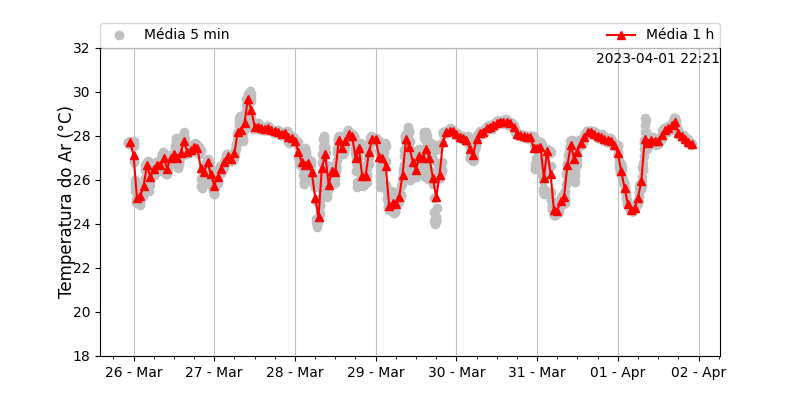 Média 5 min
Média 1 h
2023-04-01 22:21
Temperatura do Ar (°C)
32
30
28
26
24
22
20
18
26 - Mar
27 - Mar
28 - Mar
29 - Mar
30 - Mar
31 - Mar
01 - Apr
02 - Apr